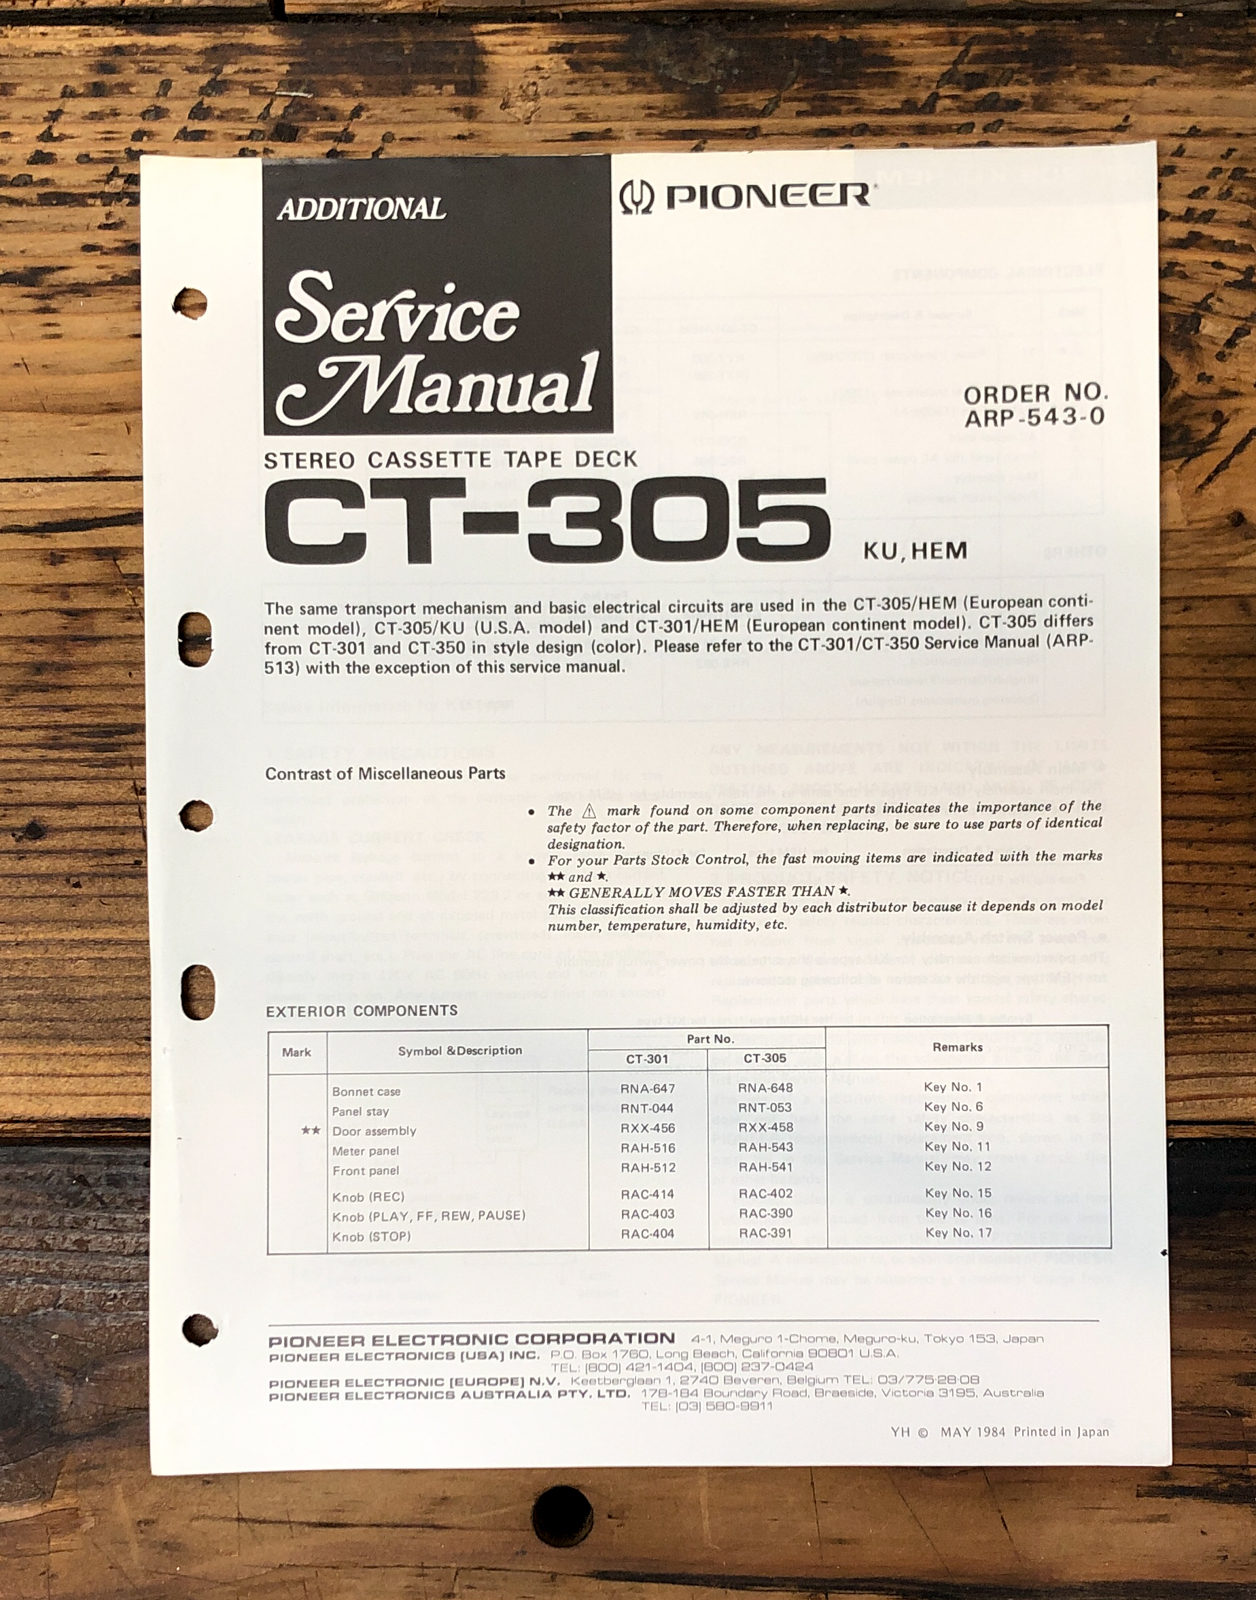 ADDITIONAL
Service
Manual
PIONEER
ORDER NO.
ARP-543-0
STEREO CASSETTE TAPE DECK
CT-305 KU, HEM
The same transport mechanism and basic electrical circuits are used in the CT-305/HEM (European conti-
nent model), CT-305/KU (U.S.A. model) and CT-301/HEM (European continent model). CT-305 differs
from CT-301 and CT-350 in style design (color). Please refer to the CT-301/CT-350 Service Manual (ARP-
513) with the exception of this service manual.
Contrast of Miscellaneous Parts
• The ⚠ mark found on some component parts indicates the importance of the
safety factor of the part. Therefore, when replacing, be sure to use parts of identical
designation.
• For your Parts Stock Control, the fast moving items are indicated with the marks
★★ and ★.
★★ GENERALLY MOVES FASTER THAN ★.
This classification shall be adjusted by each distributor because it depends on model
number, temperature, humidity, etc.
EXTERIOR COMPONENTS
Mark Symbol & Description Part No. Remarks
CT-301 CT-305
Bonnet case RNA-647 RNA-648 Key No. 1
Panel stay RNT-044 RNT-053 Key No. 6
★★ Door assembly RXX-456 RXX-458 Key No. 9
Meter panel RAH-516 RAH-543 Key No. 11
Front panel RAH-512 RAH-541 Key No. 12
Knob (REC) RAC-414 RAC-402 Key No. 15
Knob (PLAY, FF, REW, PAUSE) RAC-403 RAC-390 Key No. 16
Knob (STOP) RAC-404 RAC-391 Key No. 17
PIONEER ELECTRONIC CORPORATION 4-1, Meguro 1-Chome, Meguro-ku, Tokyo 153, Japan
PIONEER ELECTRONICS (USA) INC. P.O. Box 1760, Long Beach, California 90801 U.S.A.
TEL: (800) 421-1404, (800) 237-0424
PIONEER ELECTRONIC (EUROPE) N.V. Keetberglaan 1, 2740 Beveren, Belgium TEL: 03/775·28·08
PIONEER ELECTRONICS AUSTRALIA PTY. LTD. 178-184 Boundary Road, Braeside, Victoria 3195, Australia
TEL: (03) 580-9911
YH © MAY 1984 Printed in Japan